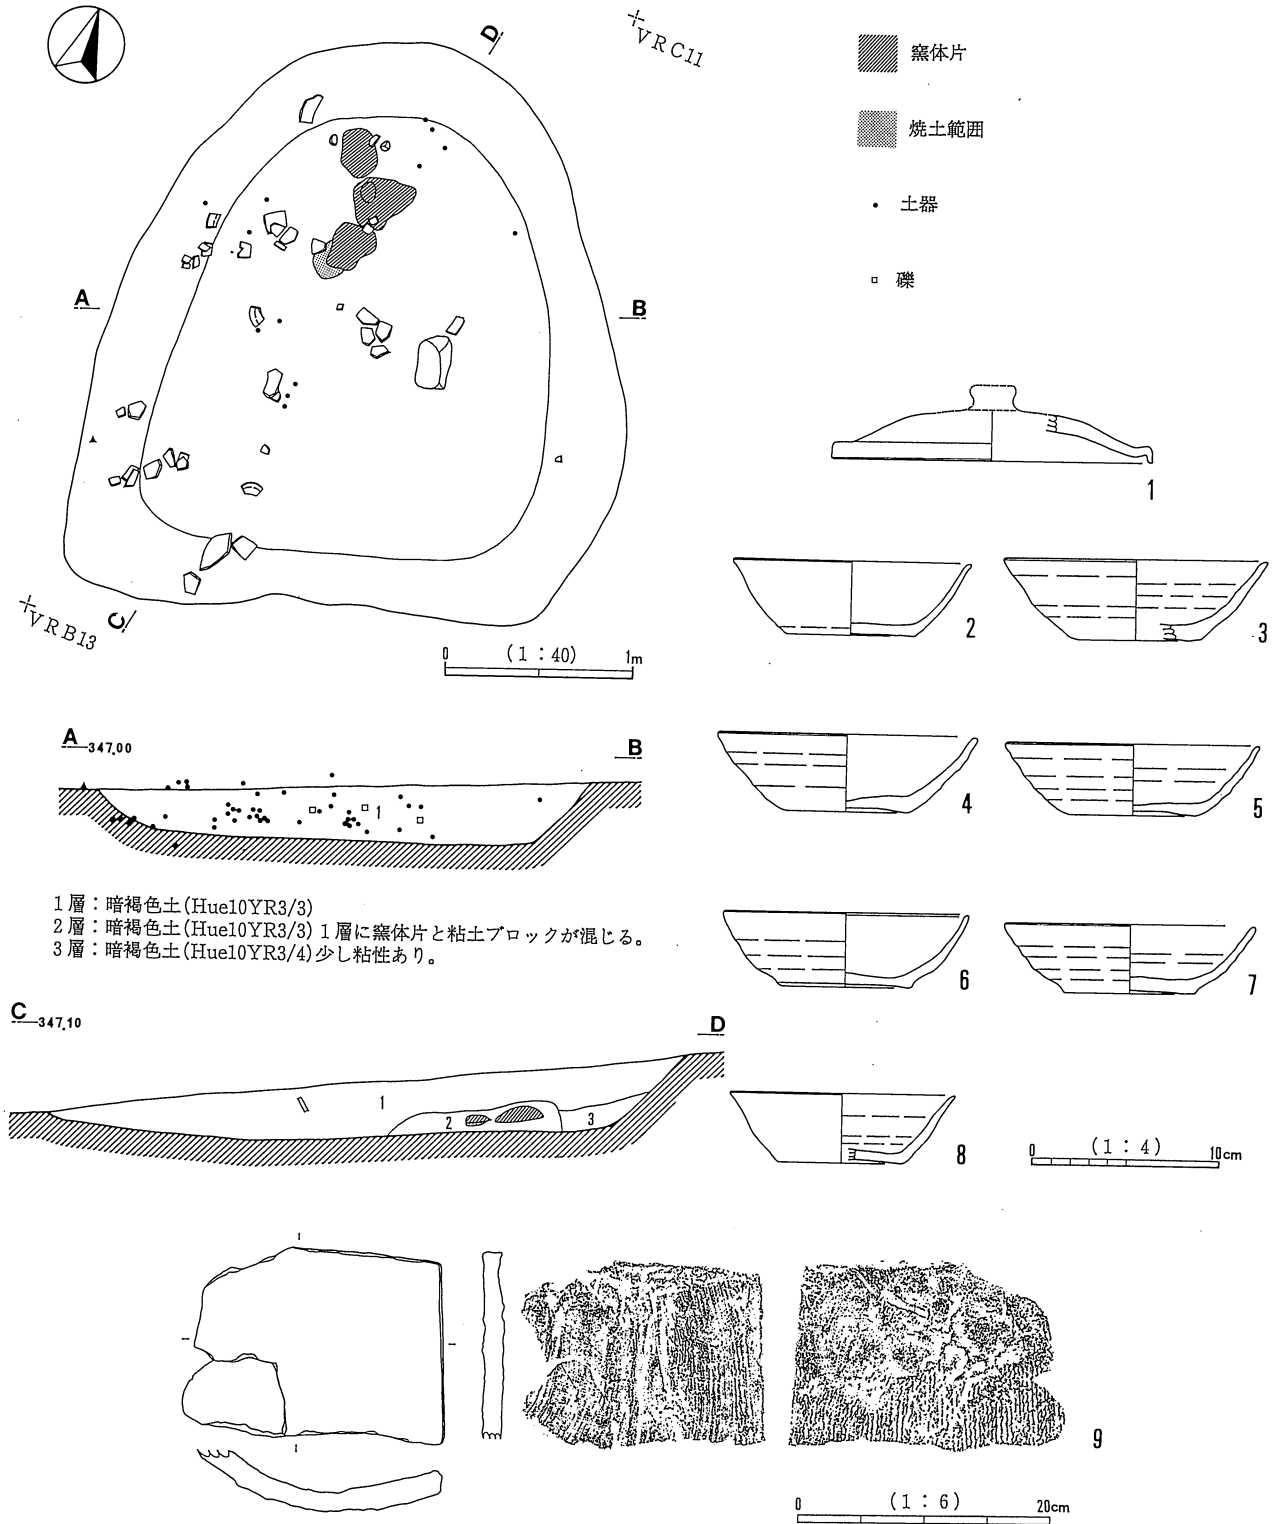 D
VRC11
窯体片
焼土範囲
土器
礫
A
B
C
VRB13
0 (1：40) 1m
1
2
3
4
5
6
7
8
A 347.00
B
1
1層：暗褐色土(Hue10YR3/3)
2層：暗褐色土(Hue10YR3/3)1層に窯体片と粘土ブロックが混じる。
3層：暗褐色土(Hue10YR3/4)少し粘性あり。
C 347.10
D
1
2
3
0 (1：4) 10cm
9
0 (1：6) 20cm